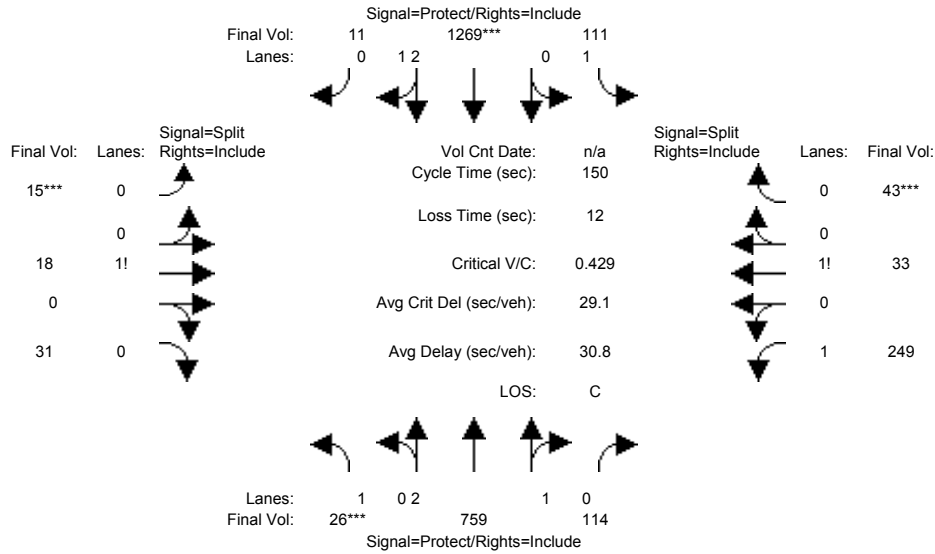 Signal=Protect/Rights=Include
Final Vol: 11 1269*** 111
Lanes: 0 1 2 0 1
Signal=Split Signal=Split
Final Vol: Lanes: Rights=Include Vol Cnt Date: n/a Rights=Include Lanes: Final Vol:
Cycle Time (sec): 150
15*** 0 0 43***
Loss Time (sec): 12
0 0
18 1! Critical V/C: 0.429 1! 33
0 0 Avg Crit Del (sec/veh): 29.1 0
31 0 Avg Delay (sec/veh): 30.8 1 249
LOS: C
Lanes: 1 0 2 1 0
Final Vol: 26*** 759 114
Signal=Protect/Rights=Include